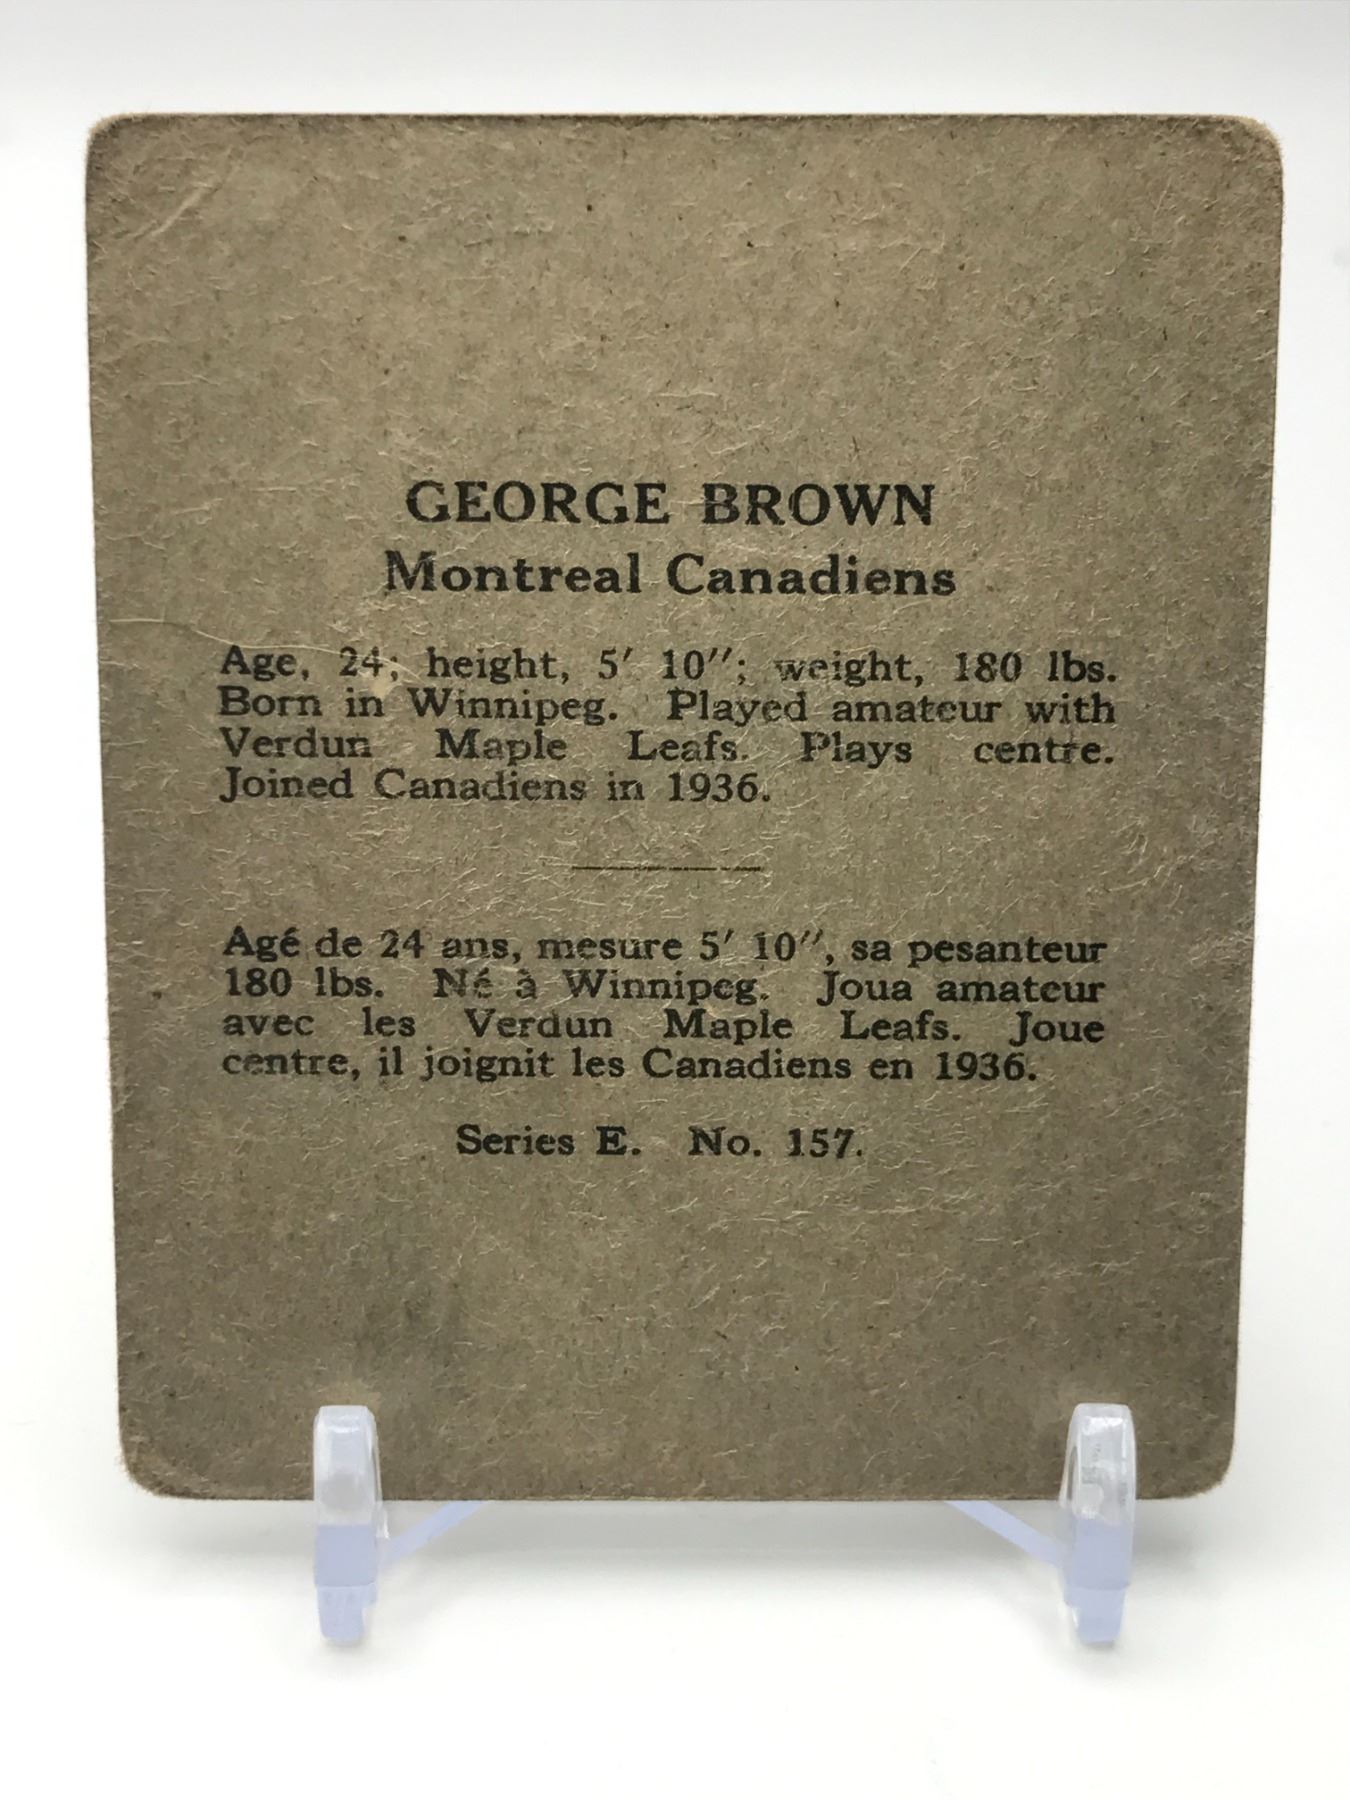 GEORGE BROWN
Montreal Canadiens
Age, 24; height, 5′ 10″; weight, 180 lbs.
Born in Winnipeg. Played amateur with
Verdun Maple Leafs. Plays centre.
Joined Canadiens in 1936.
Agé de 24 ans, mesure 5′ 10″, sa pesanteur
180 lbs. Né à Winnipeg. Joua amateur
avec les Verdun Maple Leafs. Joue
centre, il joignit les Canadiens en 1936.
Series E. No. 157.